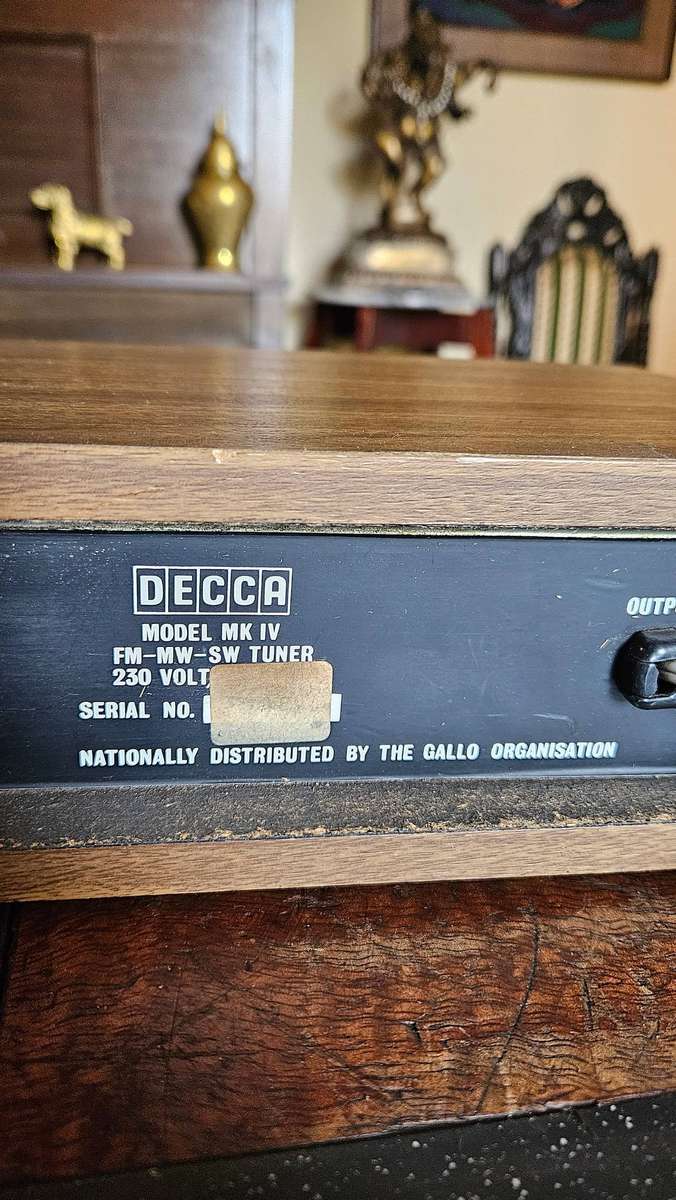 DECCA
MODEL MK IV
FM-MW-SW TUNER
230 VOLT
SERIAL NO.
NATIONALLY DISTRIBUTED BY THE GALLO ORGANISATION